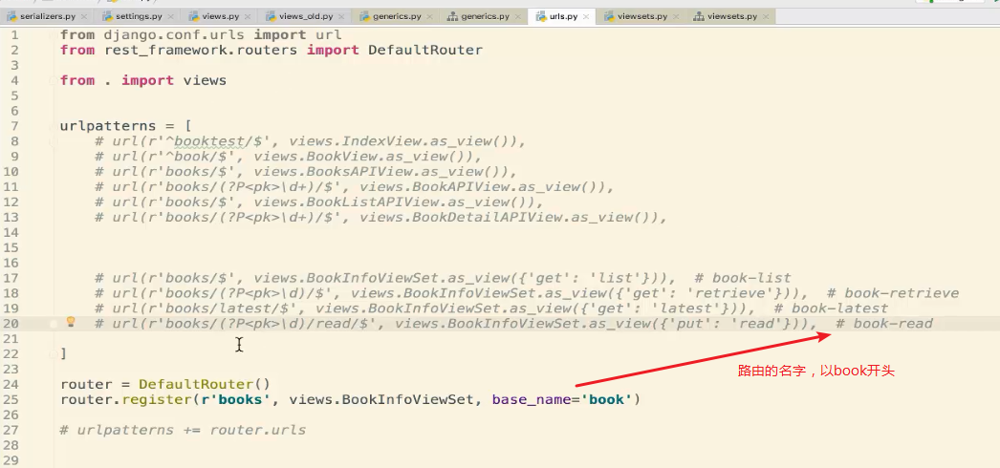 serializers.py × settings.py × views.py × views_old.py × generics.py × generics.py × urls.py × viewsets.py × viewsets.py ×
1 from django.conf.urls import url
2 from rest_framework.routers import DefaultRouter
3
4 from . import views
5
6
7 urlpatterns = [
8 # url(r'^booktest/$', views.IndexView.as_view()),
9 # url(r'^book/$', views.BookView.as_view()),
10 # url(r'books/$', views.BooksAPIView.as_view()),
11 # url(r'books/(?P<pk>\d+)/$', views.BookAPIView.as_view()),
12 # url(r'books/$', views.BookListAPIView.as_view()),
13 # url(r'books/(?P<pk>\d+)/$', views.BookDetailAPIView.as_view()),
14
15
16
17 # url(r'books/$', views.BookInfoViewSet.as_view({'get': 'list'})), # book-list
18 # url(r'books/(?P<pk>\d)/$', views.BookInfoViewSet.as_view({'get': 'retrieve'})), # book-retrieve
19 # url(r'books/latest/$', views.BookInfoViewSet.as_view({'get': 'latest'})), # book-latest
20 # url(r'books/(?P<pk>\d)/read/$', views.BookInfoViewSet.as_view({'put': 'read'})), # book-read
21
22 ]
路由的名字，以book开头
23
24 router = DefaultRouter()
25 router.register(r'books', views.BookInfoViewSet, base_name='book')
26
27 # urlpatterns += router.urls
28
29